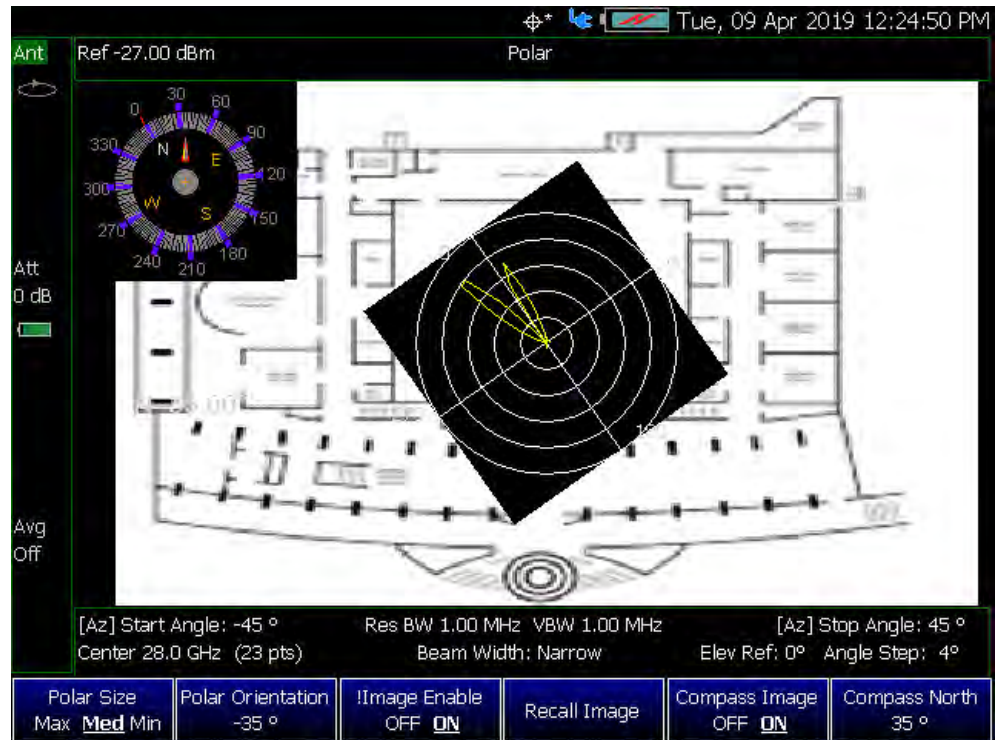 Tue, 09 Apr 2019 12:24:50 PM
Ant
Ref -27.00 dBm
Polar
0
30
60
90
120
150
180
210
240
270
300
330
N
E
S
W
Att
0 dB
Avg
Off
[Az] Start Angle: -45 º
Res BW 1.00 MHz VBW 1.00 MHz
[Az] Stop Angle: 45 º
Center 28.0 GHz (23 pts)
Beam Width: Narrow
Elev Ref: 0º Angle Step: 4º
Polar Size
Max Med Min
Polar Orientation
-35 º
!Image Enable
OFF ON
Recall Image
Compass Image
OFF ON
Compass North
35 º